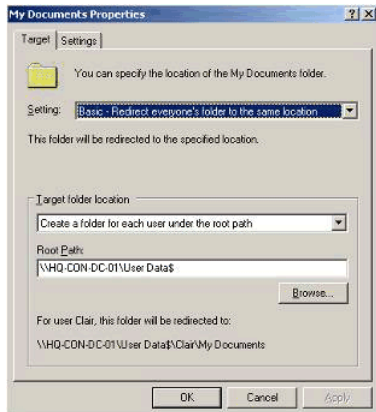 My Documents Properties
Target
Settings
You can specify the location of the My Documents folder.
Setting:
Basic - Redirect everyone's folder to the same location
This folder will be redirected to the specified location.
Target folder location
Create a folder for each user under the root path
Root Path:
\\HQ-CON-DC-01\User Data$
Browse...
For user Clair, this folder will be redirected to:
\\HQ-CON-DC-01\User Data$\Clair\My Documents
OK
Cancel
Apply